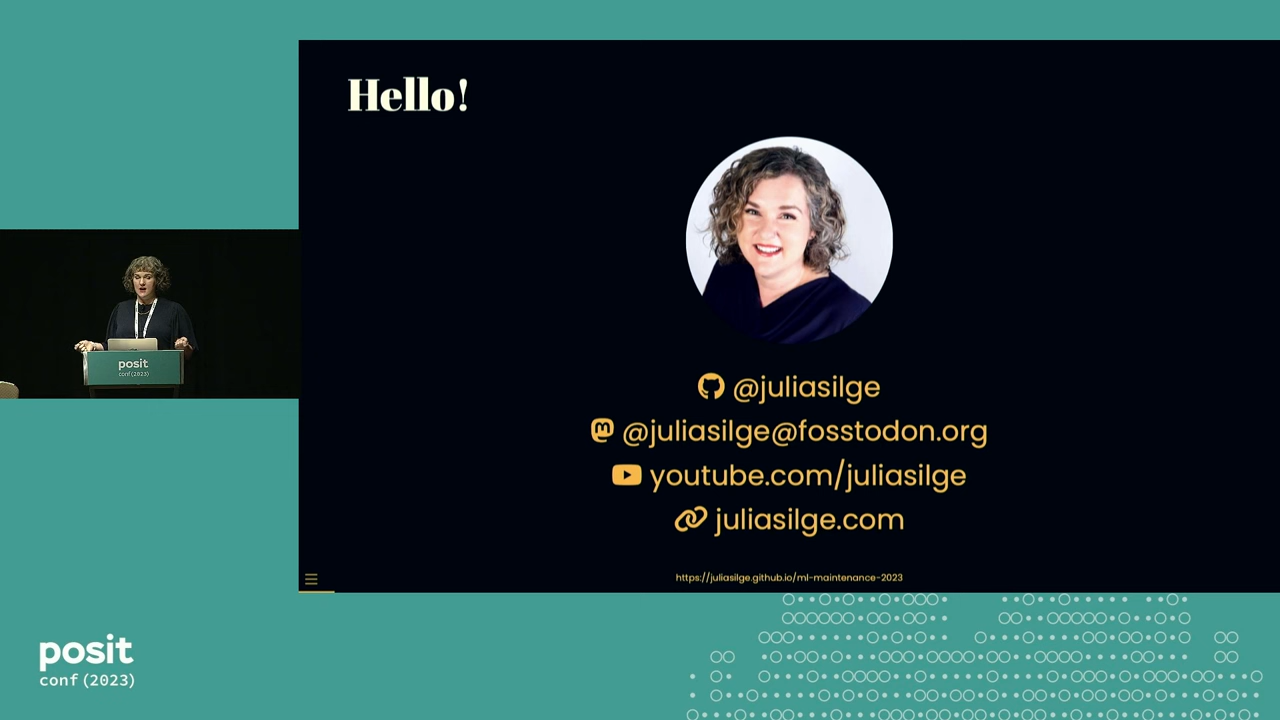 Hello!
@juliasilge
@juliasilge@fosstodon.org
youtube.com/juliasilge
juliasilge.com
https://juliasilge.github.io/ml-maintenance-2023
posit
conf(2023)
posit
conf(2023)